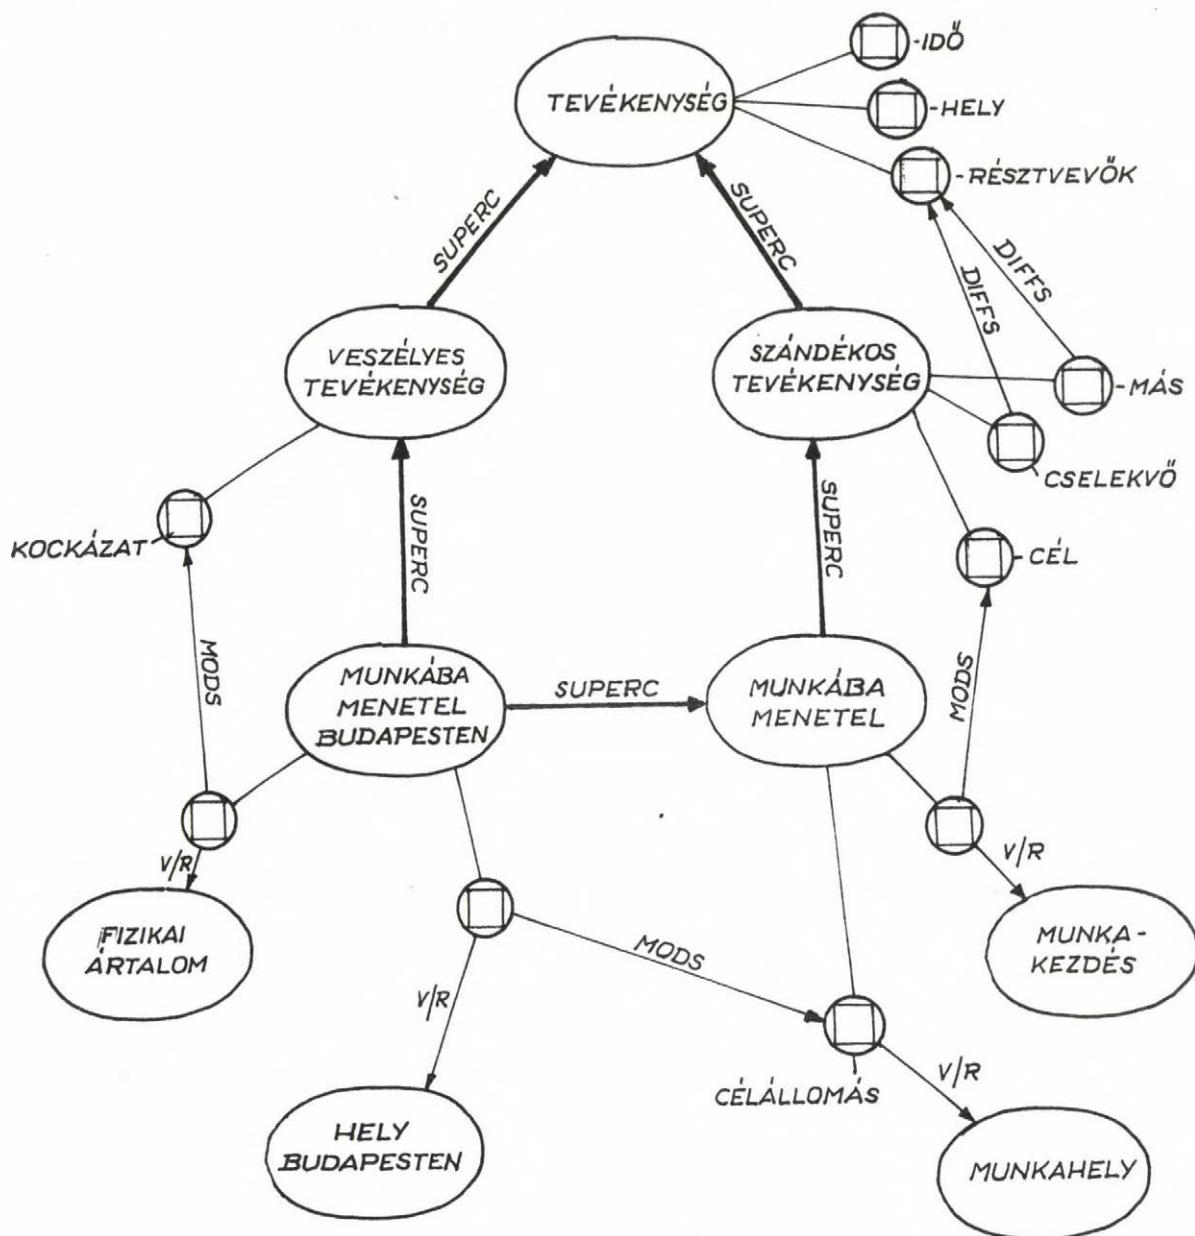 -IDŐ
TEVÉKENYSÉG
-HELY
-RÉSZTVEVŐK
SUPERC
SUPERC
DIFFS
DIFFS
VESZÉLYES
TEVÉKENYSÉG
SZÁNDÉKOS
TEVÉKENYSÉG
-MÁS
CSELEKVŐ
SUPERC
SUPERC
KOCKÁZAT
-CÉL
MODS
MODS
MUNKÁBA
MENETEL
BUDAPESTEN
SUPERC
MUNKÁBA
MENETEL
V/R
V/R
FIZIKAI
ÁRTALOM
MODS
MUNKA-
KEZDÉS
V/R
V/R
CÉLÁLLOMÁS
HELY
BUDAPESTEN
MUNKAHELY